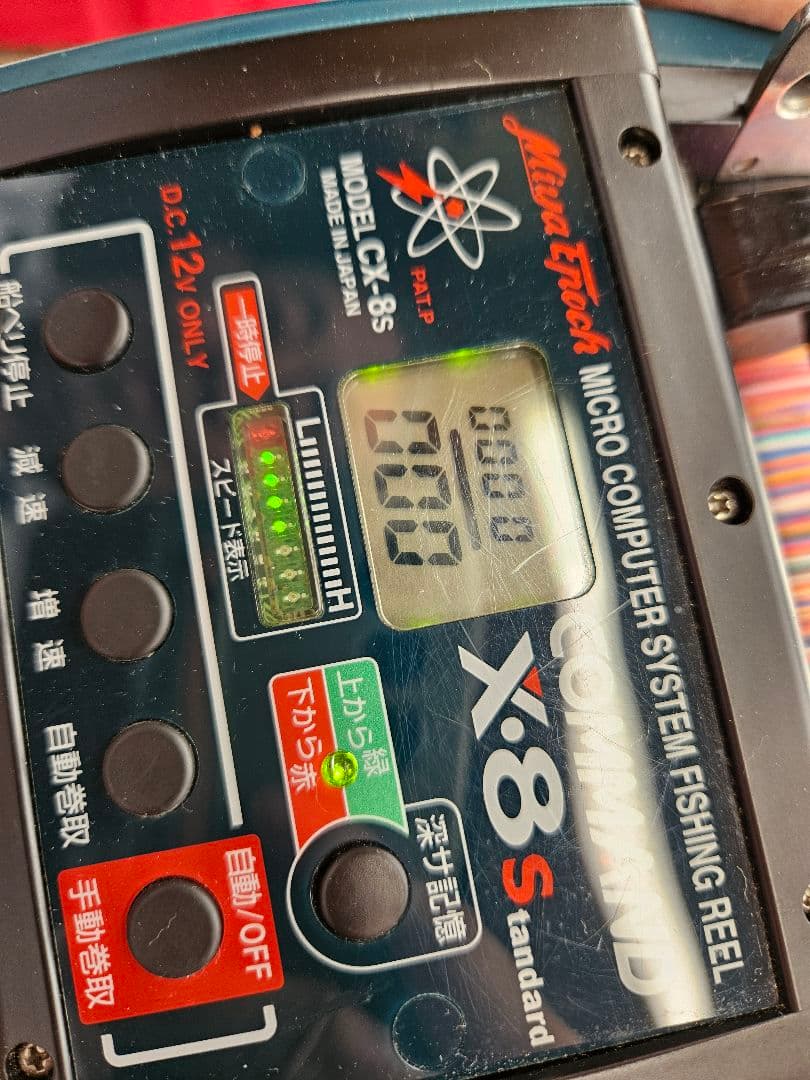 Miwa Epoch MICRO COMPUTER SYSTEM FISHING REEL
COMMAND
X·8 Standard
PAT.P
MODEL CX-8s
MADE IN JAPAN
0000
000
D.C.12V ONLY
一時停止
L
H
スピード表示
上から緑
下から赤
深サ記憶
船べり停止
減速
増速
自動巻取
自動/OFF
手動巻取